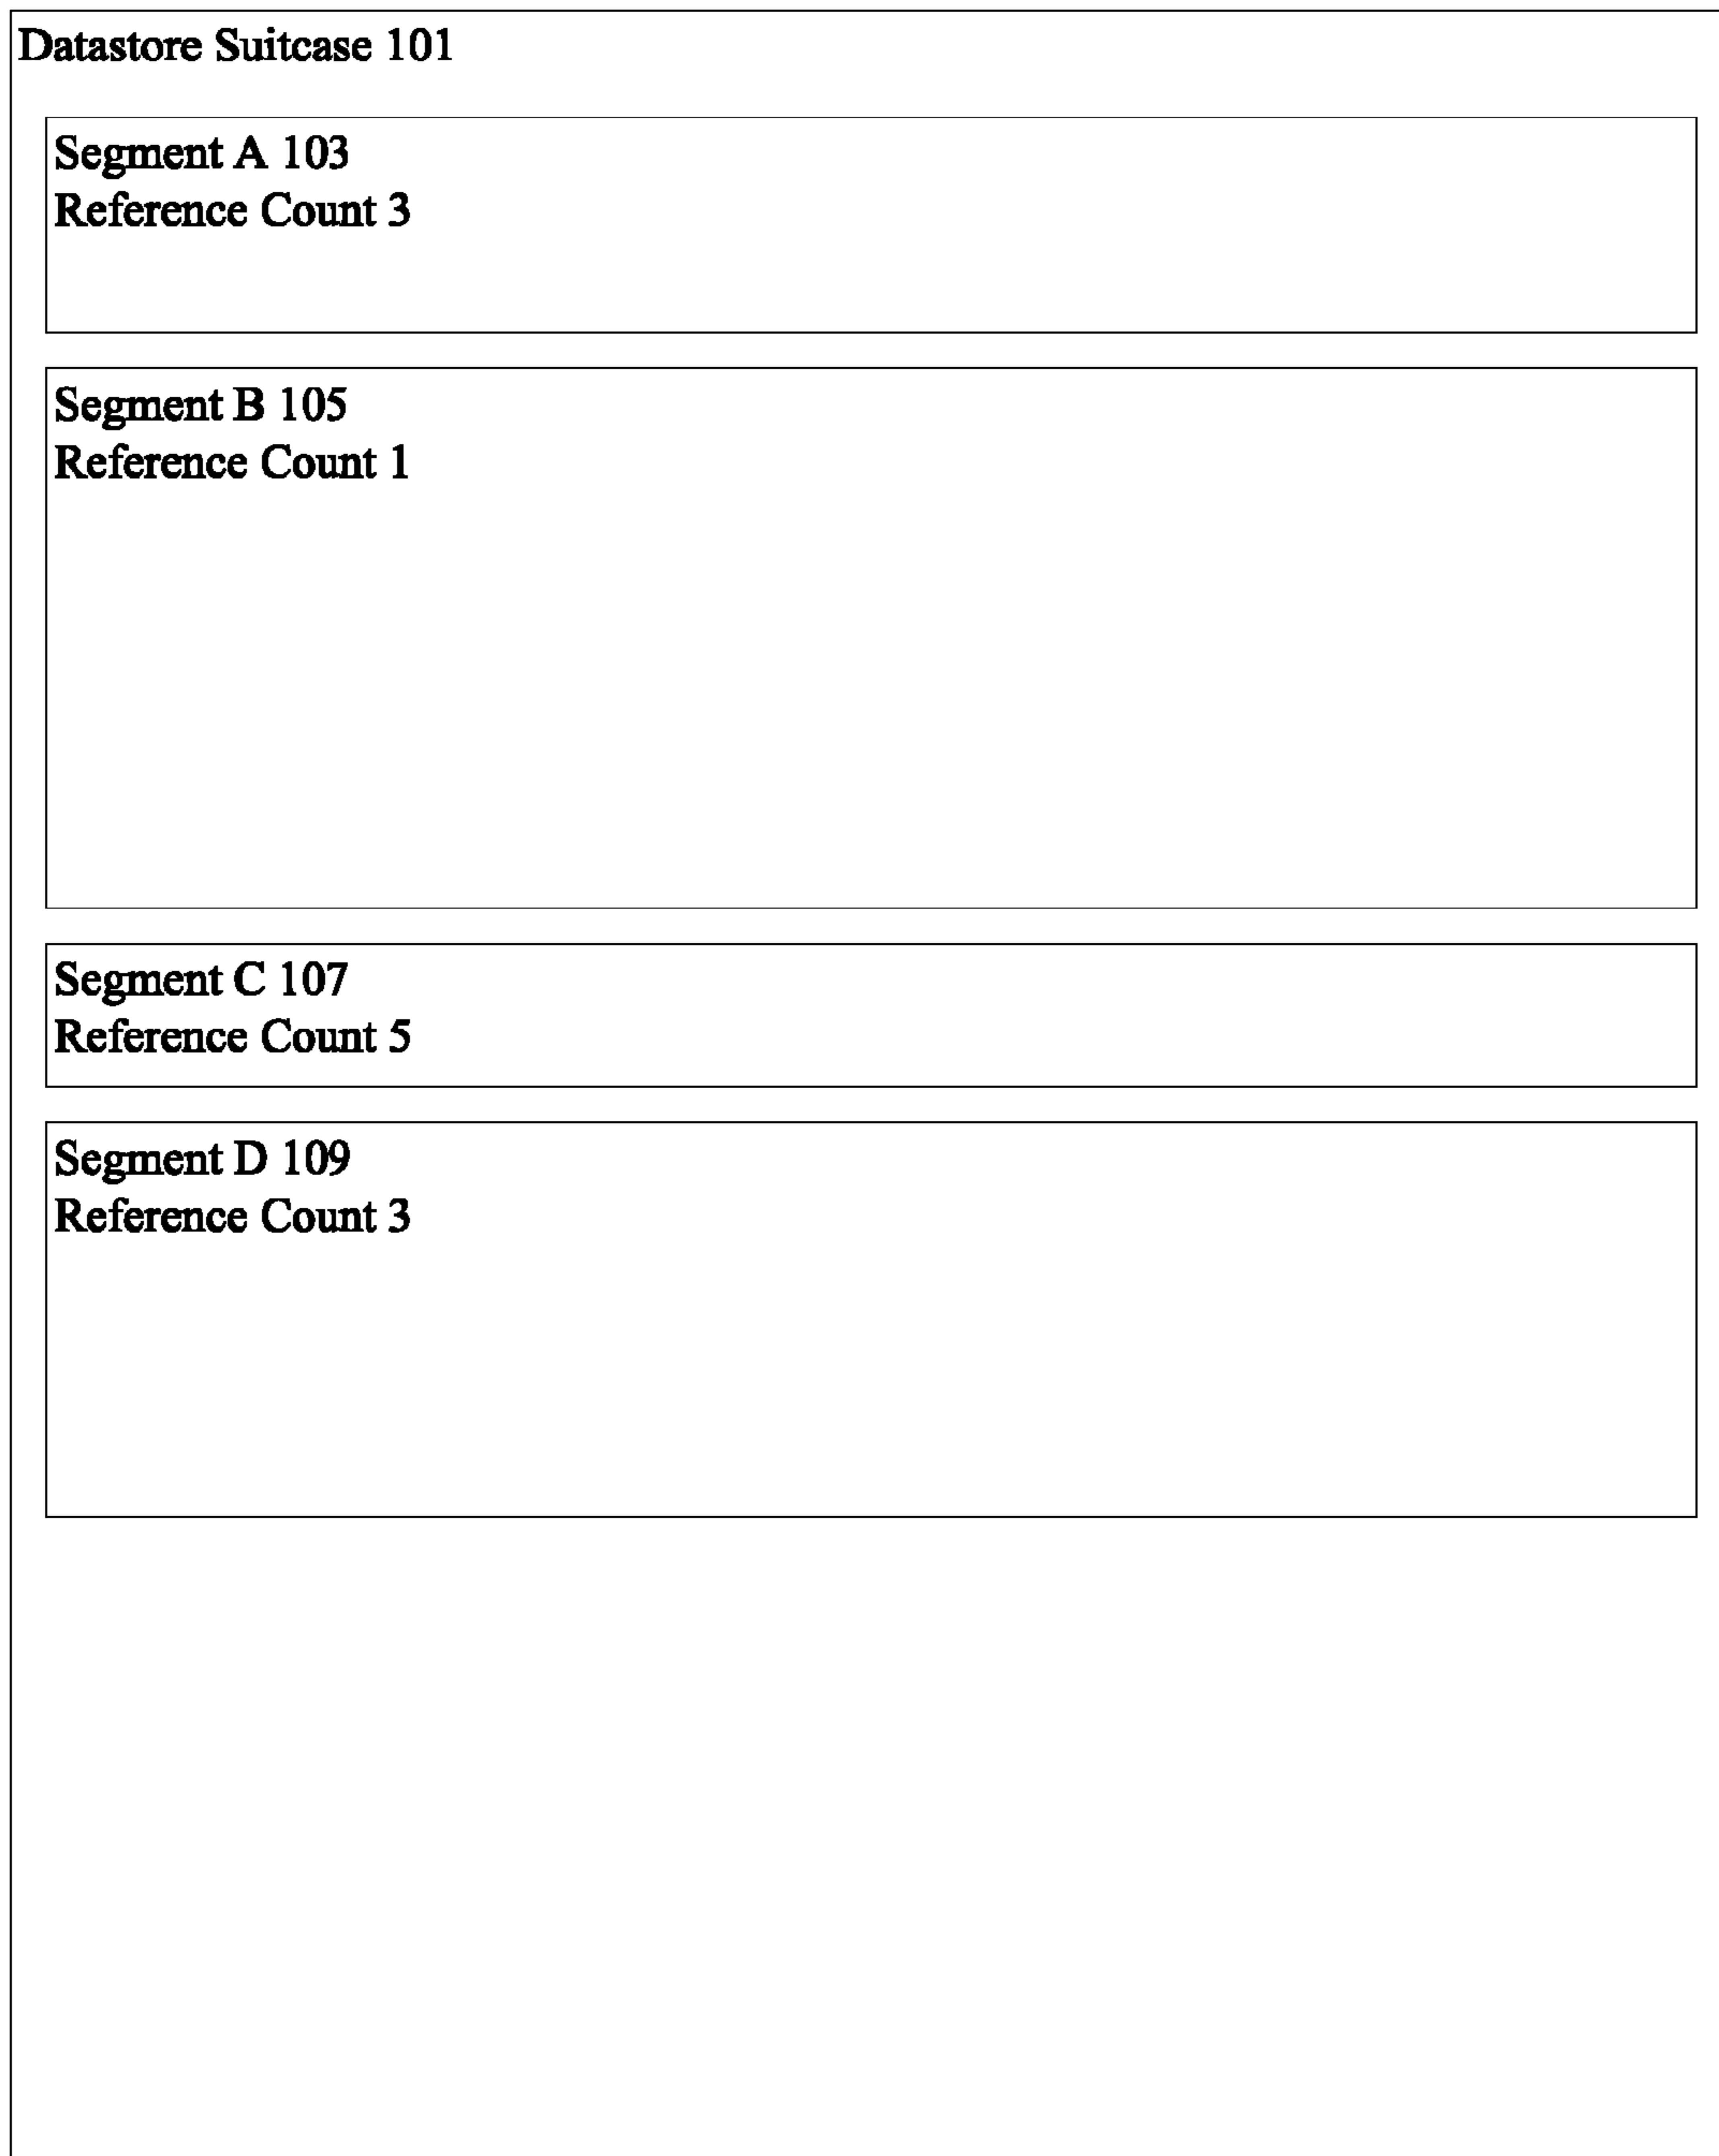 Datastore Suitcase 101
Segment A 103
Reference Count 3
Segment B 105
Reference Count 1
Segment C 107
Reference Count 5
Segment D 109
Reference Count 3